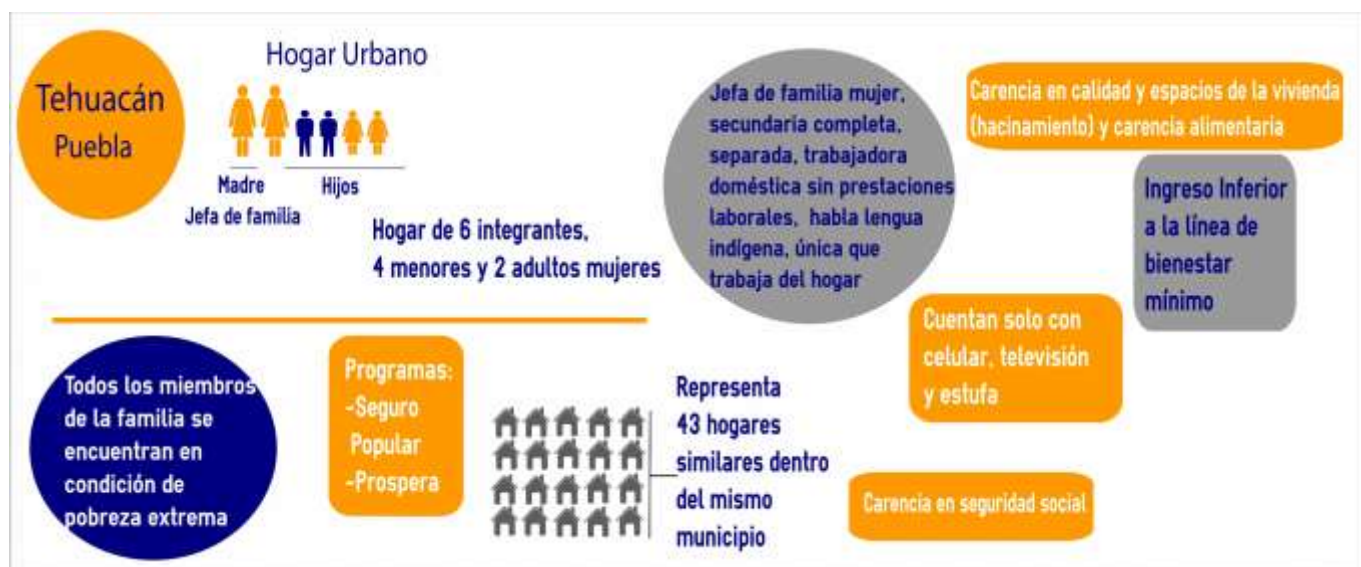 Tehuacán
Puebla
Hogar Urbano
Madre
Jefa de familia
Hijos
Hogar de 6 integrantes,
4 menores y 2 adultos mujeres
Jefa de familia mujer,
secundaria completa,
separada, trabajadora
doméstica sin prestaciones
laborales, habla lengua
indígena, única que
trabaja del hogar
Carencia en calidad y espacios de la vivienda
(hacinamiento) y carencia alimentaria
Ingreso Inferior
a la línea de
bienestar
mínimo
Cuentan solo con
celular, televisión
y estufa
Todos los miembros
de la familia se
encuentran en
condición de
pobreza extrema
Programas:
-Seguro
Popular
-Prospera
Representa
43 hogares
similares dentro
del mismo
municipio
Carencia en seguridad social